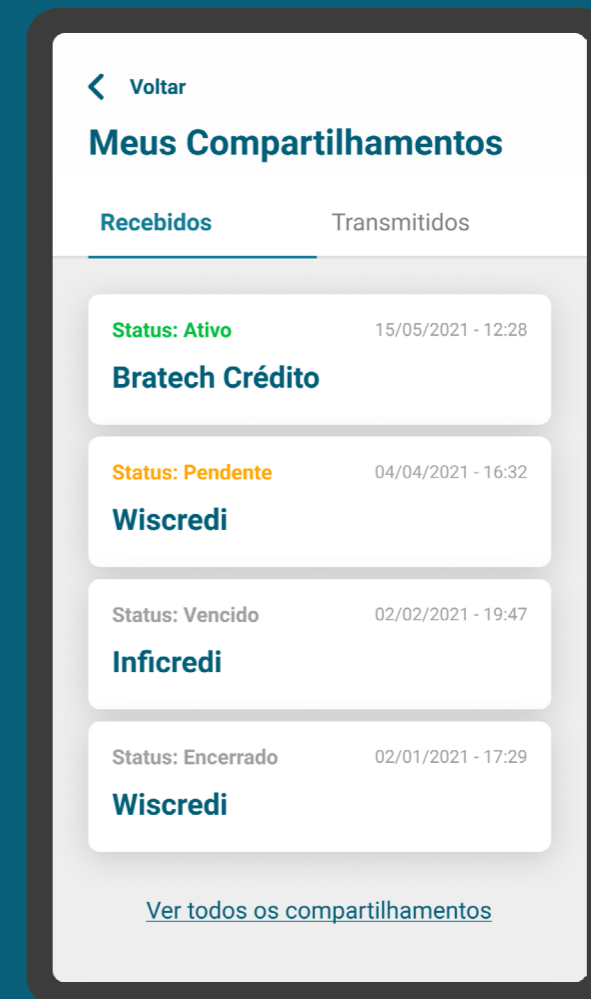 Voltar
Meus Compartilhamentos
Recebidos Transmitidos
Status: Ativo 15/05/2021 - 12:28
Bratech Crédito
Status: Pendente 04/04/2021 - 16:32
Wiscredi
Status: Vencido 02/02/2021 - 19:47
Inficredi
Status: Encerrado 02/01/2021 - 17:29
Wiscredi
Ver todos os compartilhamentos